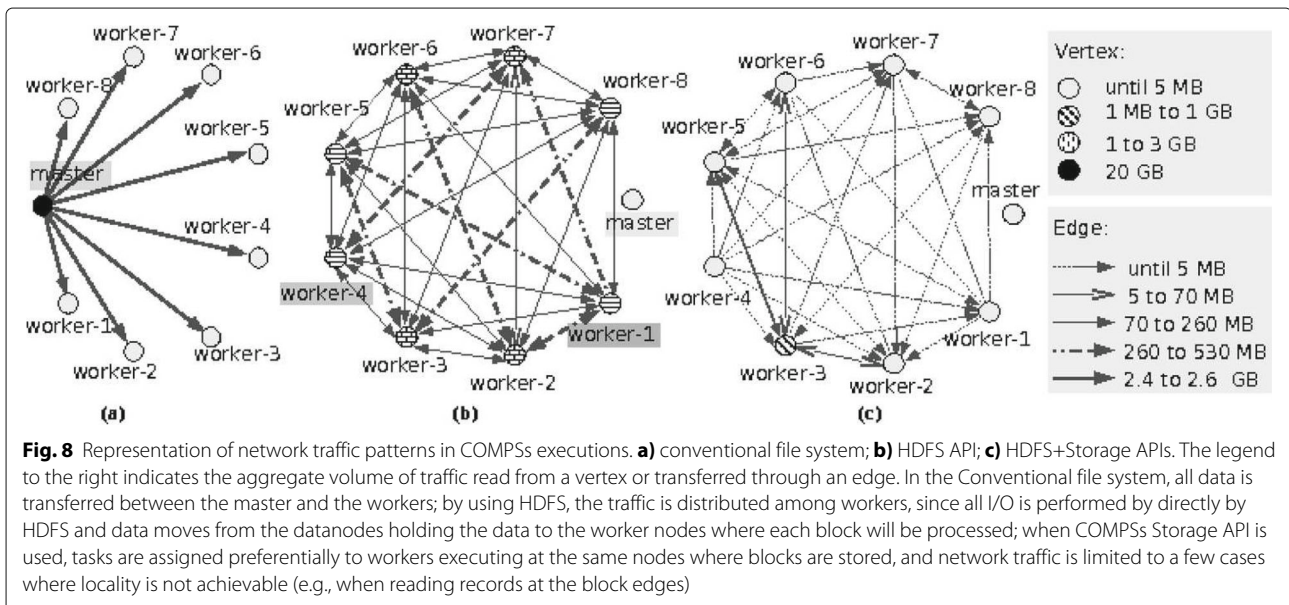 worker-7
worker-6
worker-8
worker-5
master
worker-4
worker-1
worker-3
worker-2
(a)
worker-7
worker-6
worker-8
worker-5
master
worker-4
worker-1
worker-3
worker-2
(b)
worker-7
worker-6
worker-8
worker-5
master
worker-4
worker-1
worker-3
worker-2
(c)
Vertex:
until 5 MB
1 MB to 1 GB
1 to 3 GB
20 GB
Edge:
until 5 MB
5 to 70 MB
70 to 260 MB
260 to 530 MB
2.4 to 2.6 GB
Fig. 8 Representation of network traffic patterns in COMPSs executions. a) conventional file system; b) HDFS API; c) HDFS+Storage APIs. The legend
to the right indicates the aggregate volume of traffic read from a vertex or transferred through an edge. In the Conventional file system, all data is
transferred between the master and the workers; by using HDFS, the traffic is distributed among workers, since all I/O is performed by directly by
HDFS and data moves from the datanodes holding the data to the worker nodes where each block will be processed; when COMPSs Storage API is
used, tasks are assigned preferentially to workers executing at the same nodes where blocks are stored, and network traffic is limited to a few cases
where locality is not achievable (e.g., when reading records at the block edges)